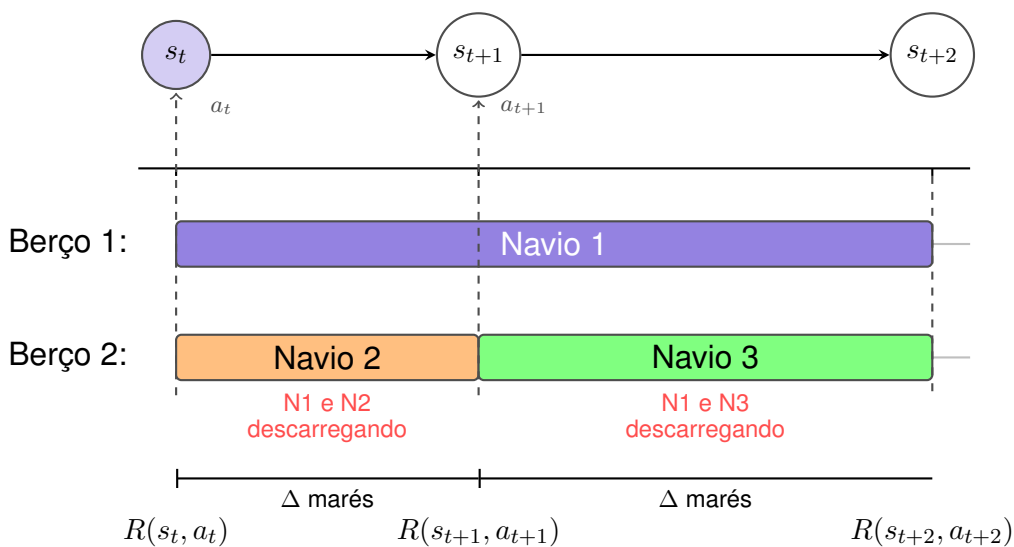 s_t
s_{t+1}
s_{t+2}
a_t
a_{t+1}
Berço 1:
Navio 1
Berço 2:
Navio 2
Navio 3
N1 e N2
descarregando
N1 e N3
descarregando
Δ marés
Δ marés
R(s_t, a_t)
R(s_{t+1}, a_{t+1})
R(s_{t+2}, a_{t+2})